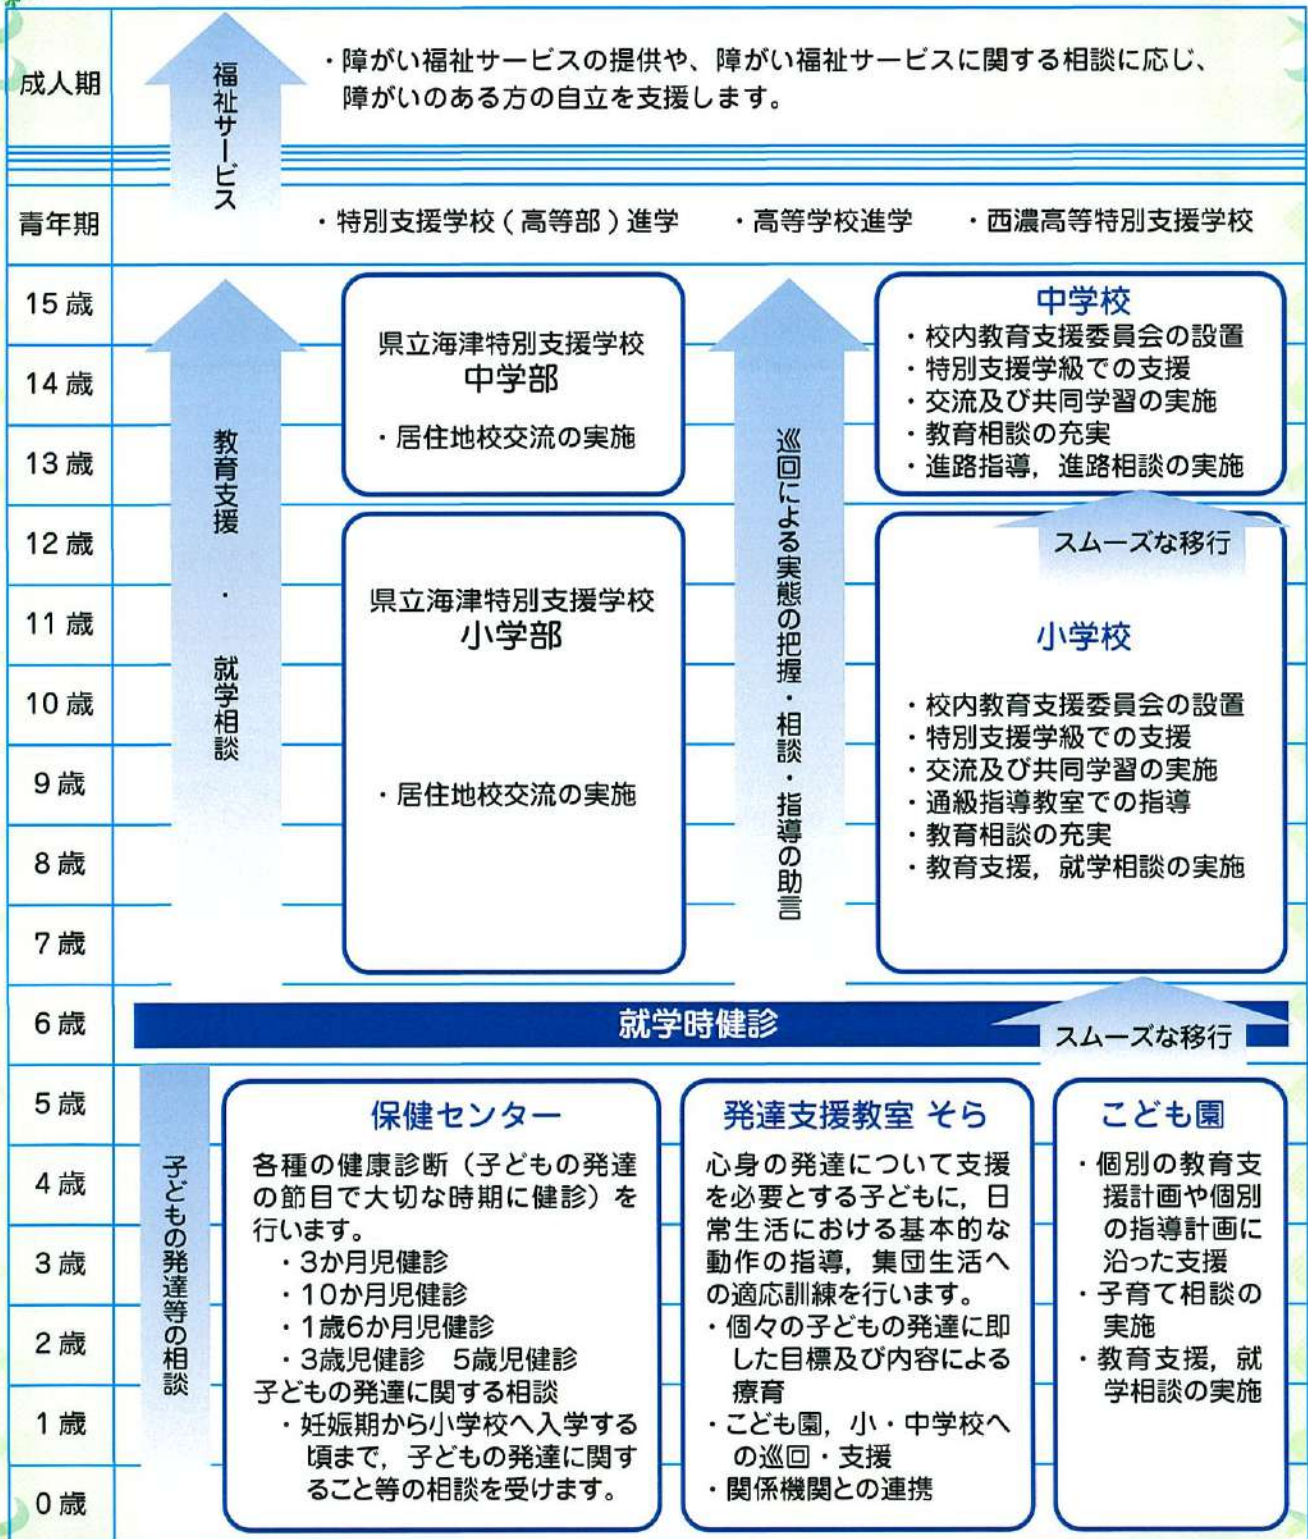 成人期
福祉サービス
・障がい福祉サービスの提供や、障がい福祉サービスに関する相談に応じ、
障がいのある方の自立を支援します。
青年期
・特別支援学校（高等部）進学　・高等学校進学　・西濃高等特別支援学校
15歳
14歳
13歳
12歳
11歳
10歳
9歳
8歳
7歳
6歳
5歳
4歳
3歳
2歳
1歳
0歳
教育支援・就学相談
県立海津特別支援学校
中学部
・居住地校交流の実施
県立海津特別支援学校
小学部
・居住地校交流の実施
巡回による実態の把握・相談・指導の助言
中学校
・校内教育支援委員会の設置
・特別支援学級での支援
・交流及び共同学習の実施
・教育相談の充実
・進路指導，進路相談の実施
スムーズな移行
小学校
・校内教育支援委員会の設置
・特別支援学級での支援
・交流及び共同学習の実施
・通級指導教室での指導
・教育相談の充実
・教育支援，就学相談の実施
就学時健診
スムーズな移行
子どもの発達等の相談
保健センター
各種の健康診断（子どもの発達
の節目で大切な時期に健診）を
行います。
・3か月児健診
・10か月児健診
・1歳6か月児健診
・3歳児健診　5歳児健診
子どもの発達に関する相談
・妊娠期から小学校へ入学する
頃まで，子どもの発達に関す
ること等の相談を受けます。
発達支援教室 そら
心身の発達について支援
を必要とする子どもに，日
常生活における基本的な
動作の指導，集団生活へ
の適応訓練を行います。
・個々の子どもの発達に即
した目標及び内容による
療育
・こども園，小・中学校へ
の巡回・支援
・関係機関との連携
こども園
・個別の教育支
援計画や個別
の指導計画に
沿った支援
・子育て相談の
実施
・教育支援，就
学相談の実施